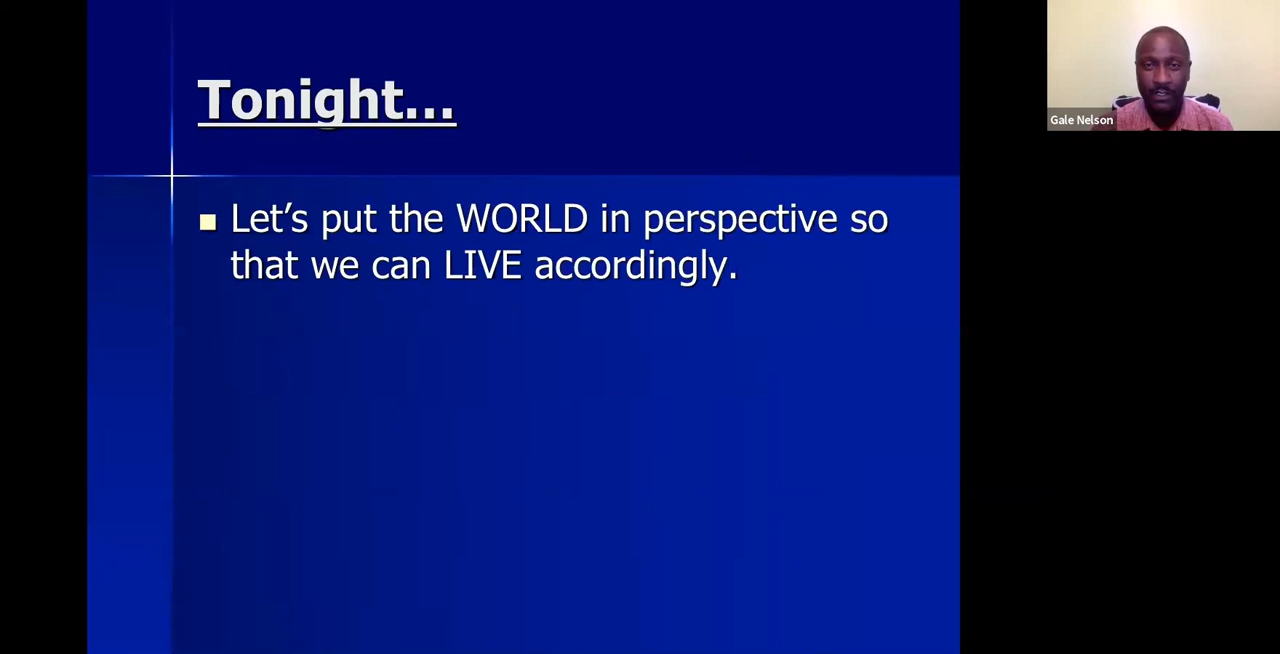 Tonight…
Let’s put the WORLD in perspective so
that we can LIVE accordingly.
Gale Nelson